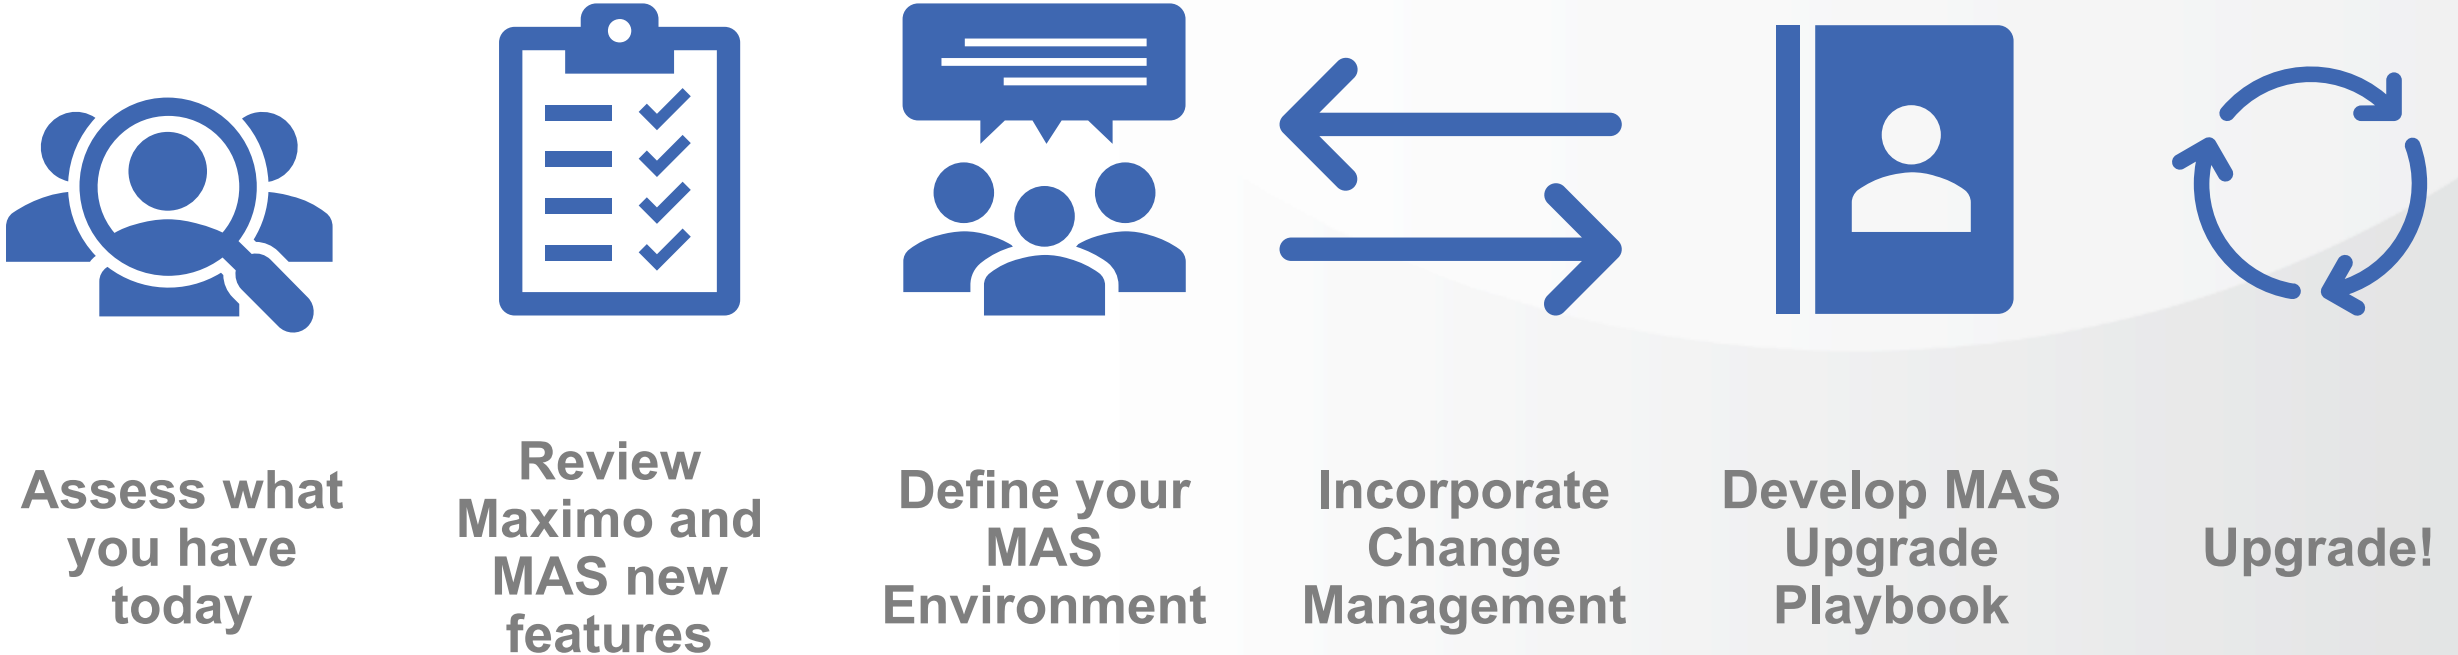 Assess what
you have
today
Review
Maximo and
MAS new
features
Define your
MAS
Environment
Incorporate
Change
Management
Develop MAS
Upgrade
Playbook
Upgrade!